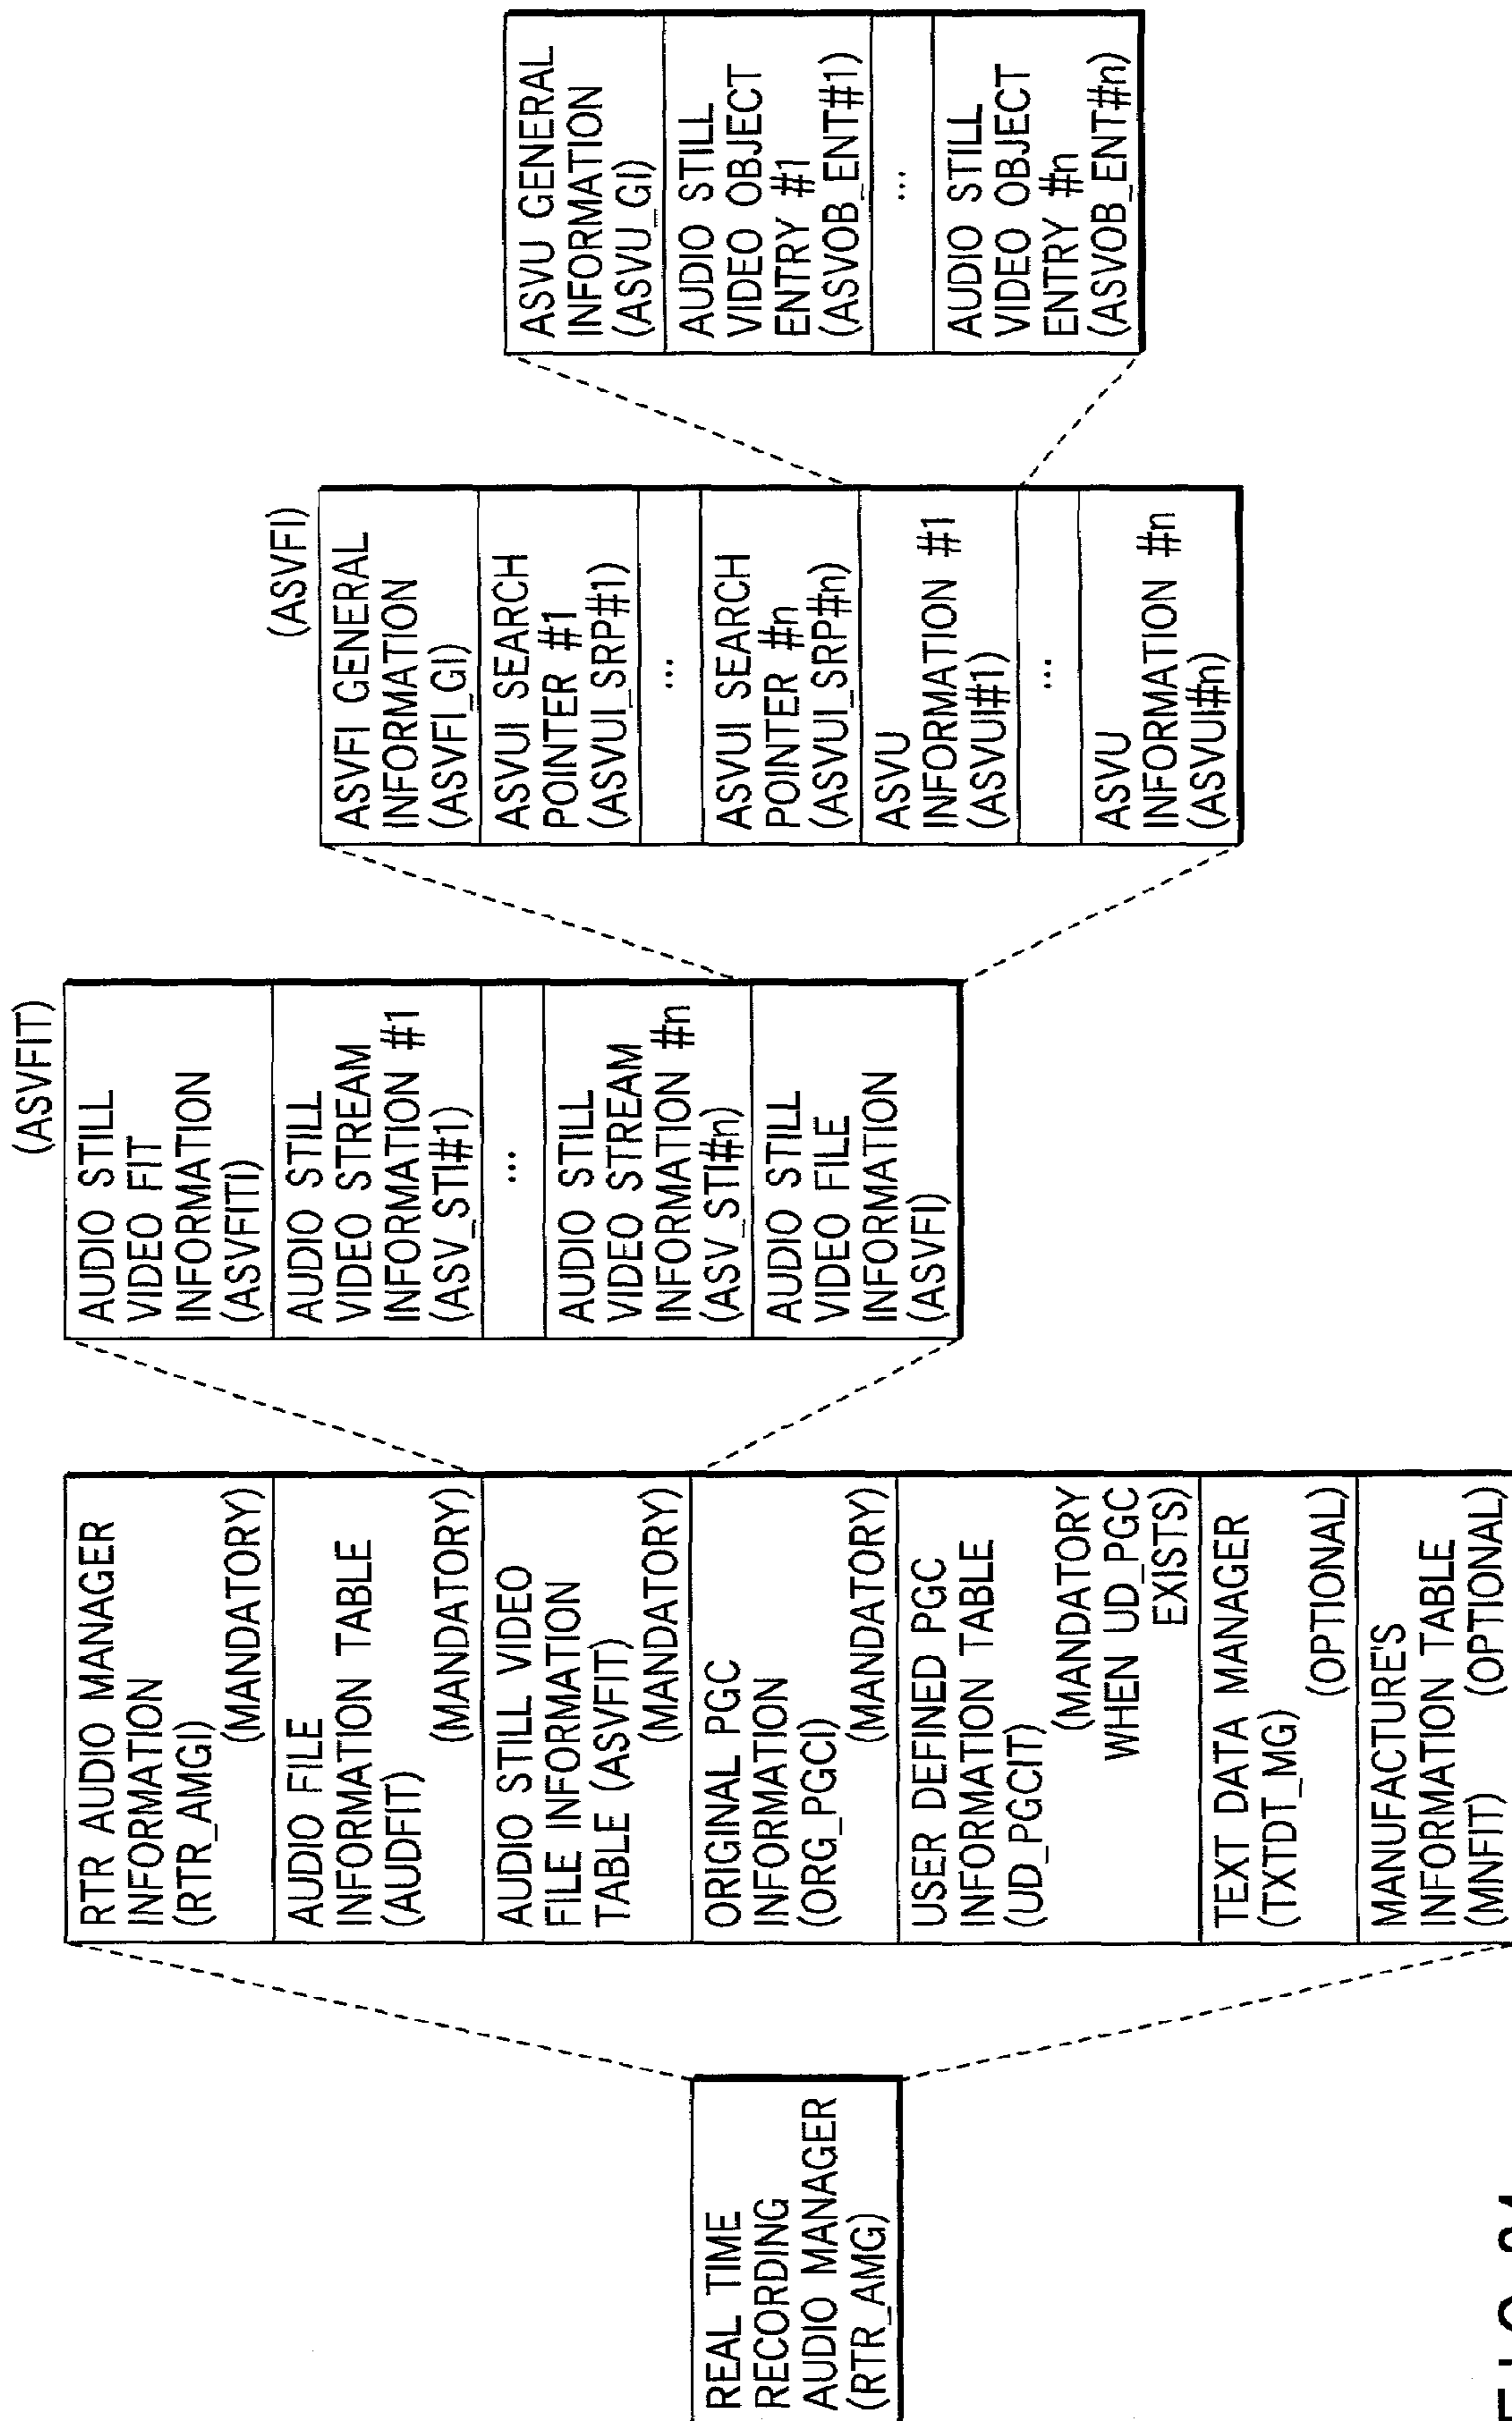 REAL TIME
RECORDING
AUDIO MANAGER
(RTR_AMG)
RTR AUDIO MANAGER
INFORMATION
(RTR_AMGI)
(MANDATORY)
AUDIO FILE
INFORMATION TABLE
(AUDFIT)
(MANDATORY)
AUDIO STILL VIDEO
FILE INFORMATION
TABLE (ASVFIT)
(MANDATORY)
ORIGINAL PGC
INFORMATION
(ORG_PGCI)
(MANDATORY)
USER DEFINED PGC
INFORMATION TABLE
(UD_PGCIT)
(MANDATORY
WHEN UD_PGC
EXISTS)
TEXT DATA MANAGER
(TXTDT_MG)
(OPTIONAL)
MANUFACTURE'S
INFORMATION TABLE
(MNFIT) (OPTIONAL)
(ASVFIT)
AUDIO STILL
VIDEO FIT
INFORMATION
(ASVFITI)
AUDIO STILL
VIDEO STREAM
INFORMATION #1
(ASV_STI#1)
...
AUDIO STILL
VIDEO STREAM
INFORMATION #n
(ASV_STI#n)
AUDIO STILL
VIDEO FILE
INFORMATION
(ASVFI)
(ASVFI)
ASVFI GENERAL
INFORMATION
(ASVFI_GI)
ASVUI SEARCH
POINTER #1
(ASVUI_SRP#1)
...
ASVUI SEARCH
POINTER #n
(ASVUI_SRP#n)
ASVU
INFORMATION #1
(ASVUI#1)
...
ASVU
INFORMATION #n
(ASVUI#n)
ASVU GENERAL
INFORMATION
(ASVU_GI)
AUDIO STILL
VIDEO OBJECT
ENTRY #1
(ASVOB_ENT#1)
...
AUDIO STILL
VIDEO OBJECT
ENTRY #n
(ASVOB_ENT#n)